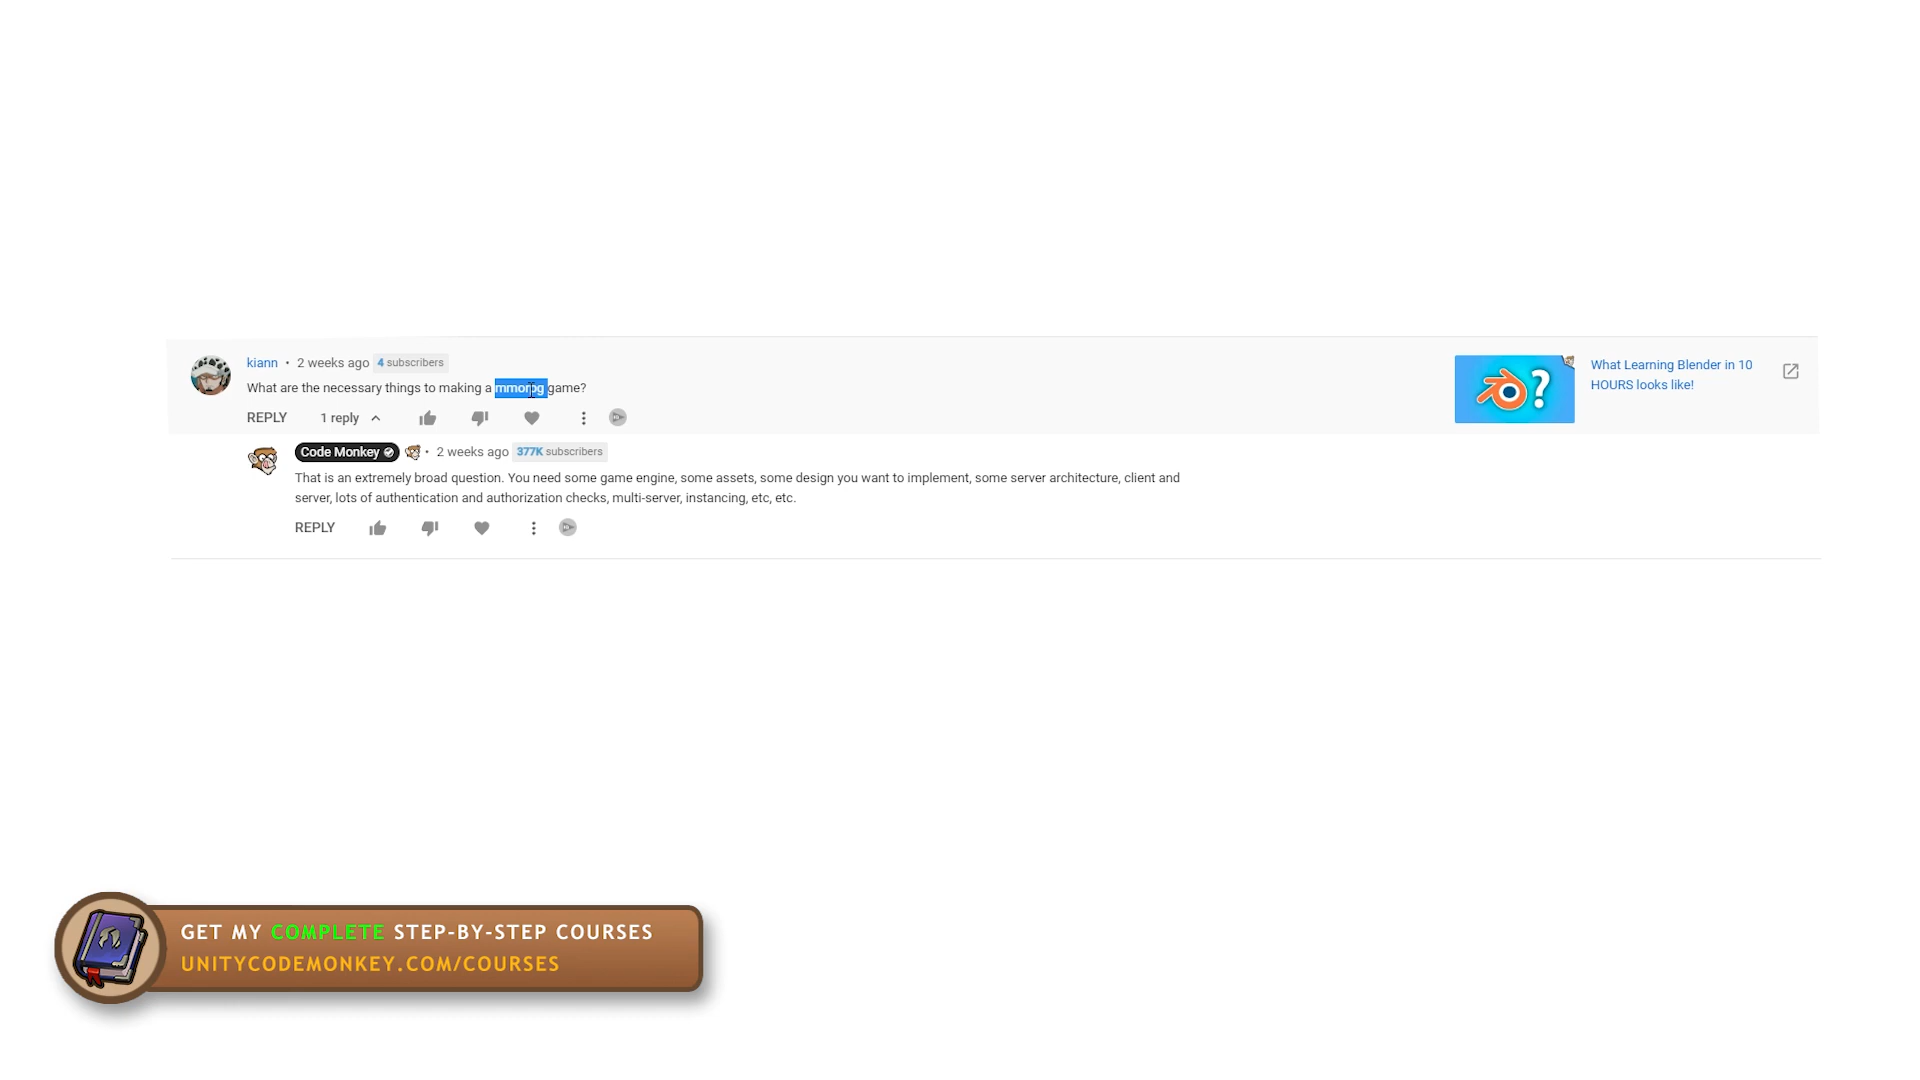 kiann • 2 weeks ago 4 subscribers
What are the necessary things to making a mmorpg game?
REPLY 1 reply
What Learning Blender in 10
HOURS looks like!
?
Code Monkey • 2 weeks ago 377K subscribers
That is an extremely broad question. You need some game engine, some assets, some design you want to implement, some server architecture, client and
server, lots of authentication and authorization checks, multi-server, instancing, etc, etc.
REPLY
GET MY COMPLETE STEP-BY-STEP COURSES
UNITYCODEMONKEY.COM/COURSES